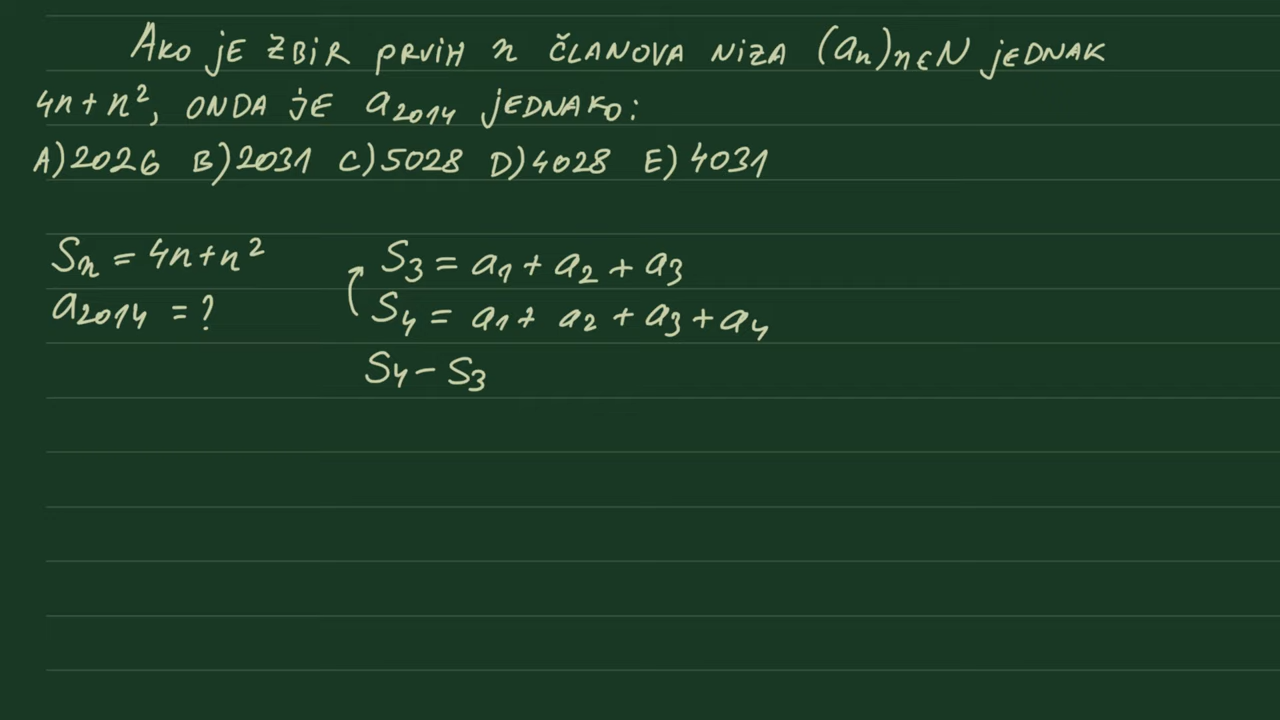 AKO JE ZBIR PRVIH n ČLANOVA NIZA (an)n∈N JEDNAK
4n+n², ONDA JE a2014 JEDNAKO:
A)2026 B)2031 C)5028 D)4028 E)4031
Sn = 4n+n² S3 = a1 + a2 + a3
a2014 = ? S4 = a1 + a2 + a3 + a4
S4 - S3